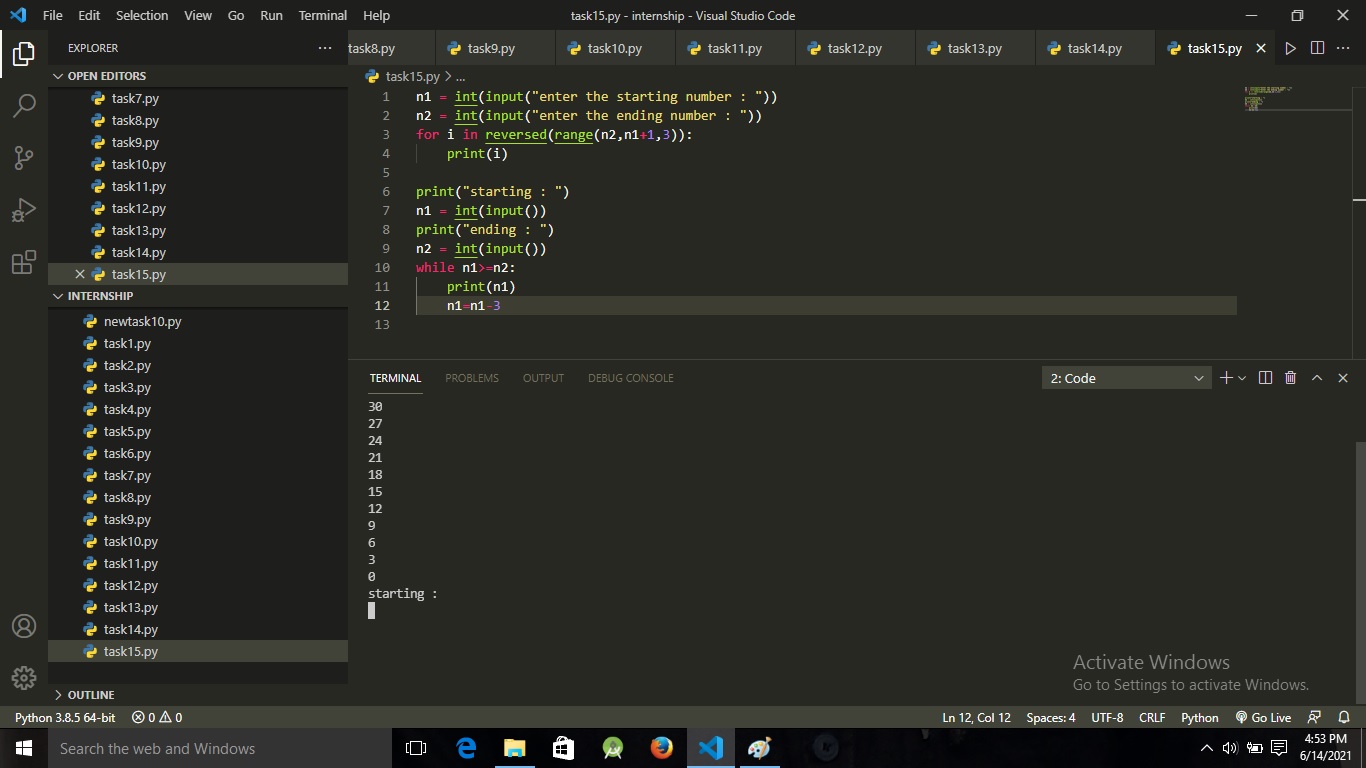 File Edit Selection View Go Run Terminal Help task15.py - internship - Visual Studio Code
EXPLORER ··· task8.py task9.py task10.py task11.py task12.py task13.py task14.py task15.py ···
OPEN EDITORS
task7.py
task8.py
task9.py
task10.py
task11.py
task12.py
task13.py
task14.py
task15.py
INTERNSHIP
newtask10.py
task1.py
task2.py
task3.py
task4.py
task5.py
task6.py
task7.py
task8.py
task9.py
task10.py
task11.py
task12.py
task13.py
task14.py
task15.py
OUTLINE
task15.py > ...
1 n1 = int(input("enter the starting number : "))
2 n2 = int(input("enter the ending number : "))
3 for i in reversed(range(n2,n1+1,3)):
4     print(i)
5
6 print("starting : ")
7 n1 = int(input())
8 print("ending : ")
9 n2 = int(input())
10 while n1>=n2:
11     print(n1)
12     n1=n1-3
13
TERMINAL PROBLEMS OUTPUT DEBUG CONSOLE 2: Code
30
27
24
21
18
15
12
9
6
3
0
starting :
Activate Windows
Go to Settings to activate Windows.
Python 3.8.5 64-bit 0 0 Ln 12, Col 12 Spaces: 4 UTF-8 CRLF Python Go Live
Search the web and Windows
4:53 PM
6/14/2021